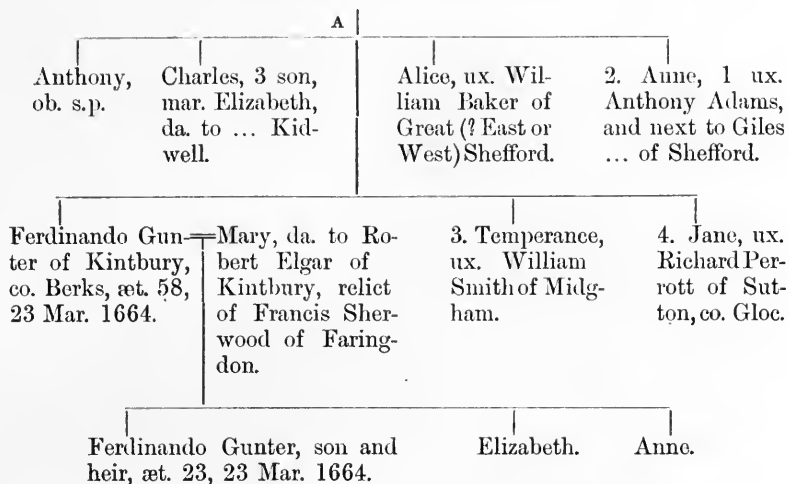 A
Anthony,
ob. s.p.
Charles, 3 son,
mar. Elizabeth,
da. to ... Kid-
well.
Alice, ux. Wil-
liam Baker of
Great (? East or
West) Shefford.
2. Anne, 1 ux.
Anthony Adams,
and next to Giles
... of Shefford.
Ferdinando Gun-
ter of Kintbury,
co. Berks, æt. 58,
23 Mar. 1664.
Mary, da. to Ro-
bert Elgar of
Kintbury, relict
of Francis Sher-
wood of Faring-
don.
3. Temperance,
ux. William
Smith of Midg-
ham.
4. Jane, ux.
Richard Per-
rott of Sut-
ton, co. Gloc.
Ferdinando Gunter, son and
heir, æt. 23, 23 Mar. 1664.
Elizabeth.
Anne.